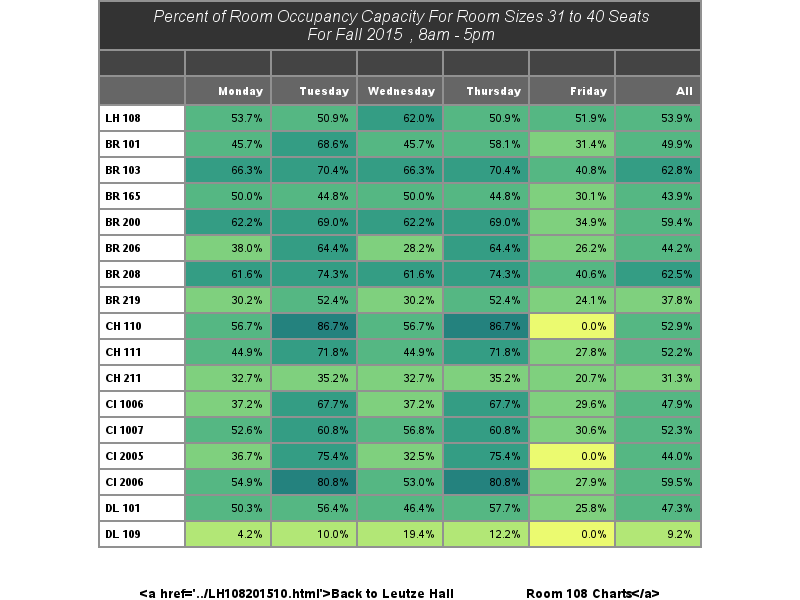 Percent of Room Occupancy Capacity For Room Sizes 31 to 40 Seats
For Fall 2015 , 8am - 5pm
Monday Tuesday Wednesday Thursday Friday All
LH 108 53.7% 50.9% 62.0% 50.9% 51.9% 53.9%
BR 101 45.7% 68.6% 45.7% 58.1% 31.4% 49.9%
BR 103 66.3% 70.4% 66.3% 70.4% 40.8% 62.8%
BR 165 50.0% 44.8% 50.0% 44.8% 30.1% 43.9%
BR 200 62.2% 69.0% 62.2% 69.0% 34.9% 59.4%
BR 206 38.0% 64.4% 28.2% 64.4% 26.2% 44.2%
BR 208 61.6% 74.3% 61.6% 74.3% 40.6% 62.5%
BR 219 30.2% 52.4% 30.2% 52.4% 24.1% 37.8%
CH 110 56.7% 86.7% 56.7% 86.7% 0.0% 52.9%
CH 111 44.9% 71.8% 44.9% 71.8% 27.8% 52.2%
CH 211 32.7% 35.2% 32.7% 35.2% 20.7% 31.3%
CI 1006 37.2% 67.7% 37.2% 67.7% 29.6% 47.9%
CI 1007 52.6% 60.8% 56.8% 60.8% 30.6% 52.3%
CI 2005 36.7% 75.4% 32.5% 75.4% 0.0% 44.0%
CI 2006 54.9% 80.8% 53.0% 80.8% 27.9% 59.5%
DL 101 50.3% 56.4% 46.4% 57.7% 25.8% 47.3%
DL 109 4.2% 10.0% 19.4% 12.2% 0.0% 9.2%
<a href='../LH108201510.html'>Back to Leutze Hall Room 108 Charts</a>